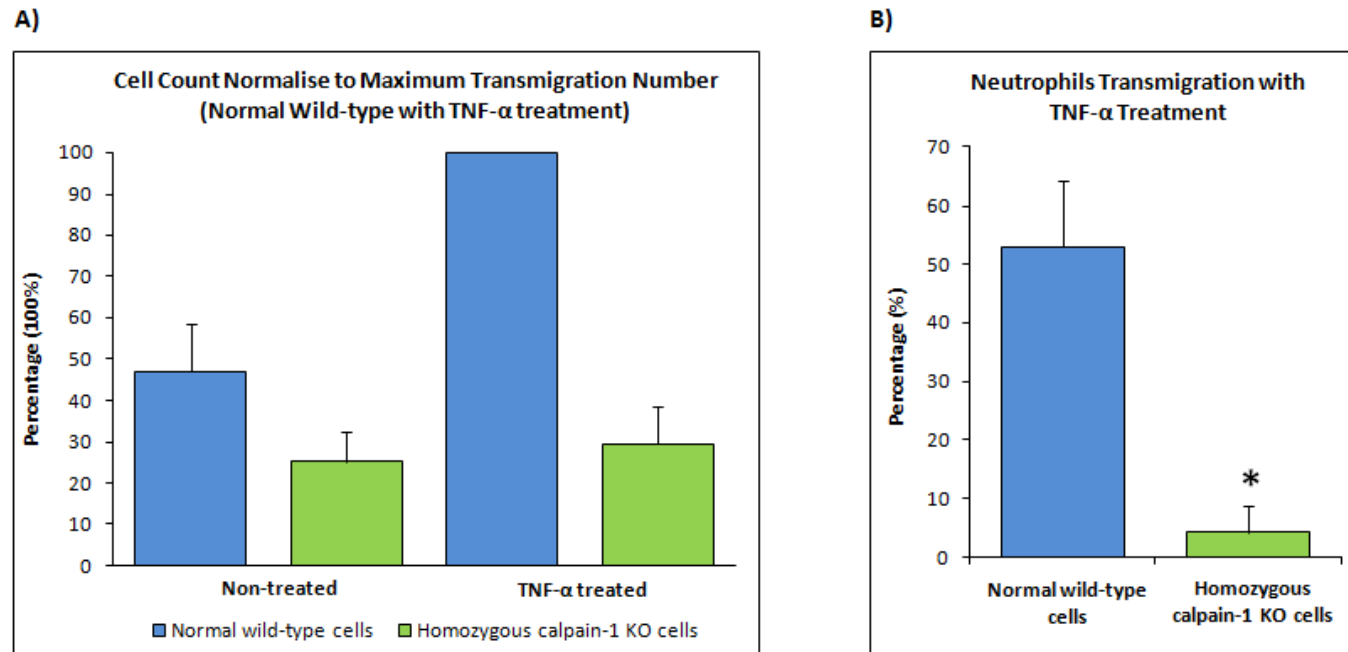 A)
Cell Count Normalise to Maximum Transmigration Number
(Normal Wild-type with TNF-α treatment)
Percentage (100%)
100
90
80
70
60
50
40
30
20
10
0
Non-treated
TNF-α treated
Normal wild-type cells
Homozygous calpain-1 KO cells
B)
Neutrophils Transmigration with
TNF-α Treatment
Percentage (%)
70
60
50
40
30
20
10
0
*
Normal wild-type
cells
Homozygous
calpain-1 KO cells